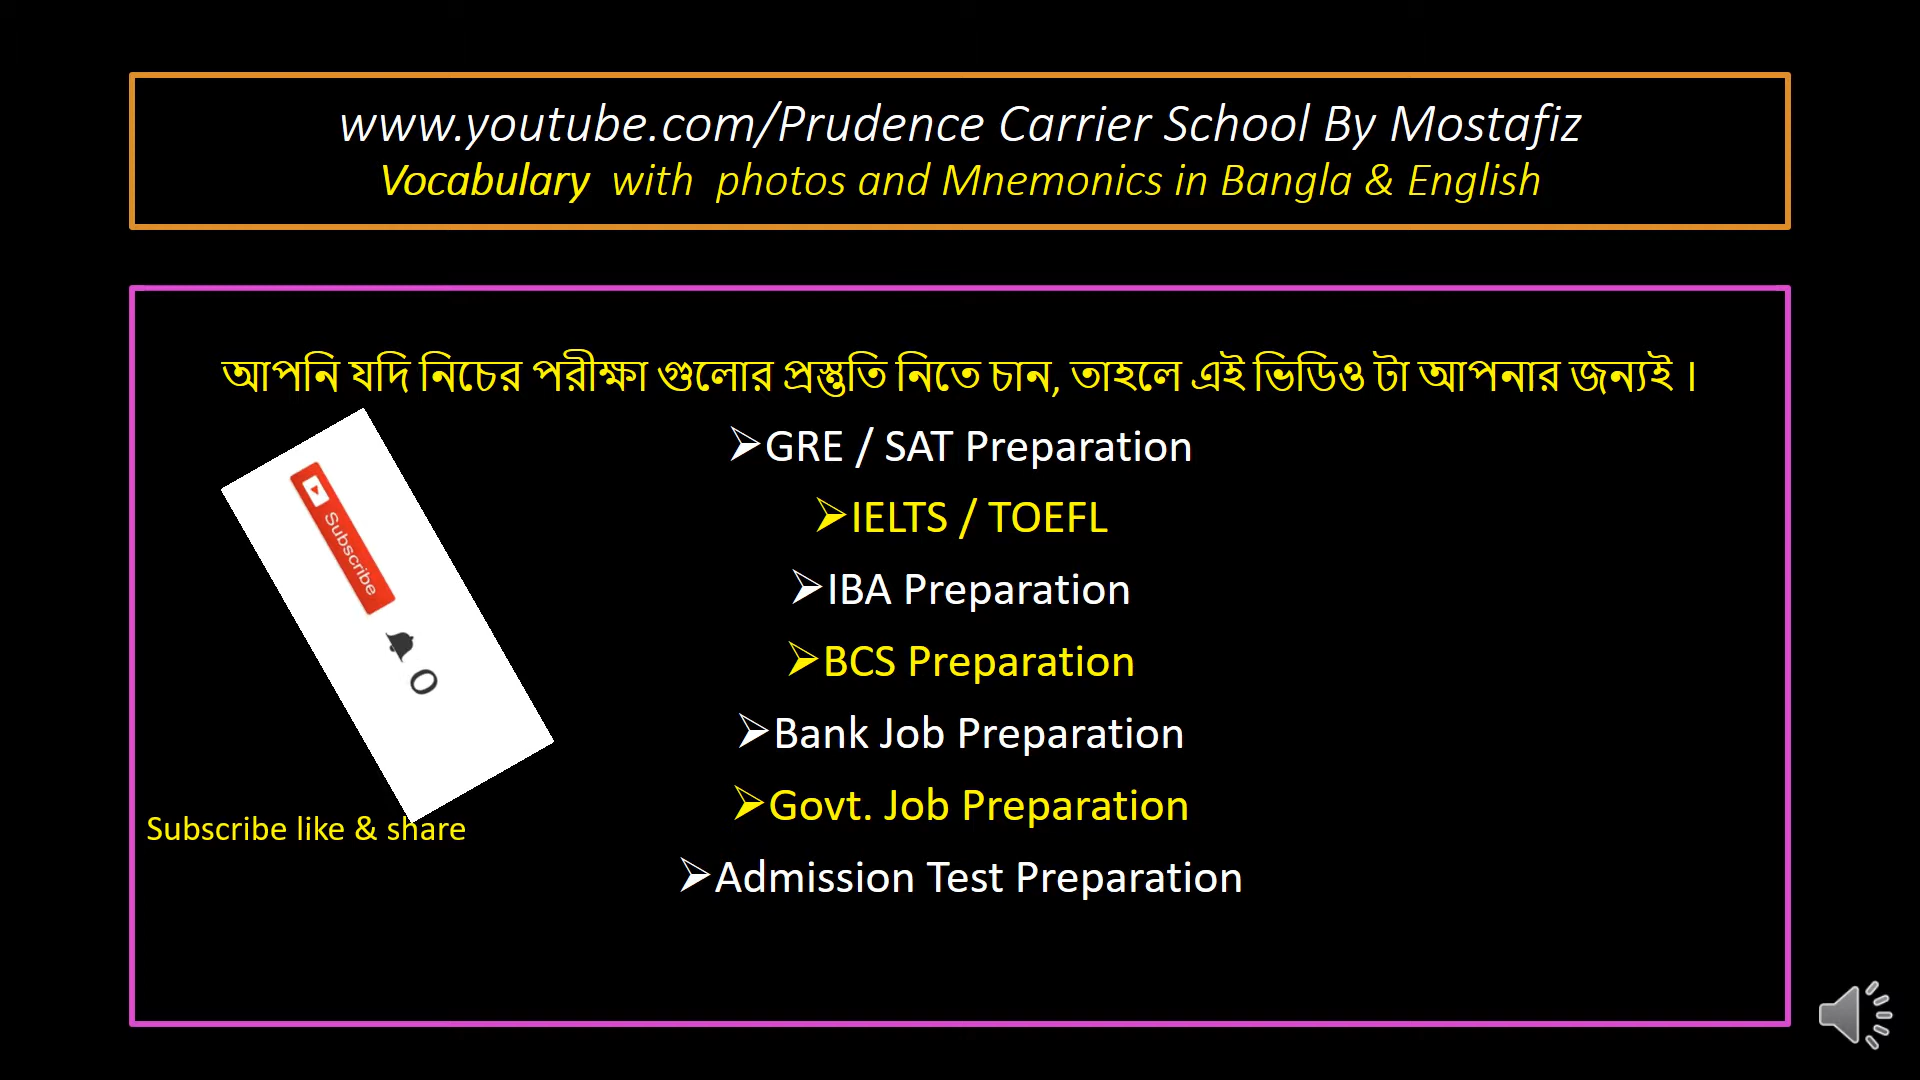 www.youtube.com/Prudence Carrier School By Mostafiz
Vocabulary with photos and Mnemonics in Bangla & English
আপনি যদি নিচের পরীক্ষা গুলোর প্রস্তুতি নিতে চান, তাহলে এই ভিডিও টা আপনার জন্যই ।
➢GRE / SAT Preparation
➢IELTS / TOEFL
➢IBA Preparation
➢BCS Preparation
➢Bank Job Preparation
➢Govt. Job Preparation
➢Admission Test Preparation
Subscribe
0
Subscribe like & share